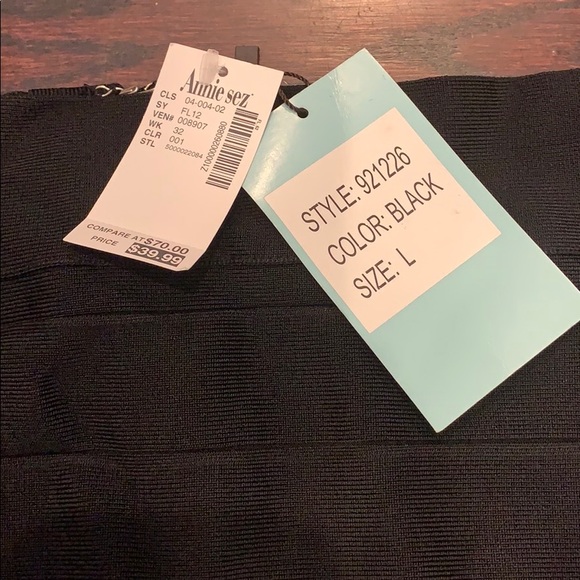 Annie sez
CLS 04-004-02
SY FL12
VEN# 008907
WK 32
CLR 001
STL 5000022084
Z100000260880
COMPARE AT $70.00
PRICE $39.99
STYLE: 921226
COLOR: BLACK
SIZE: L